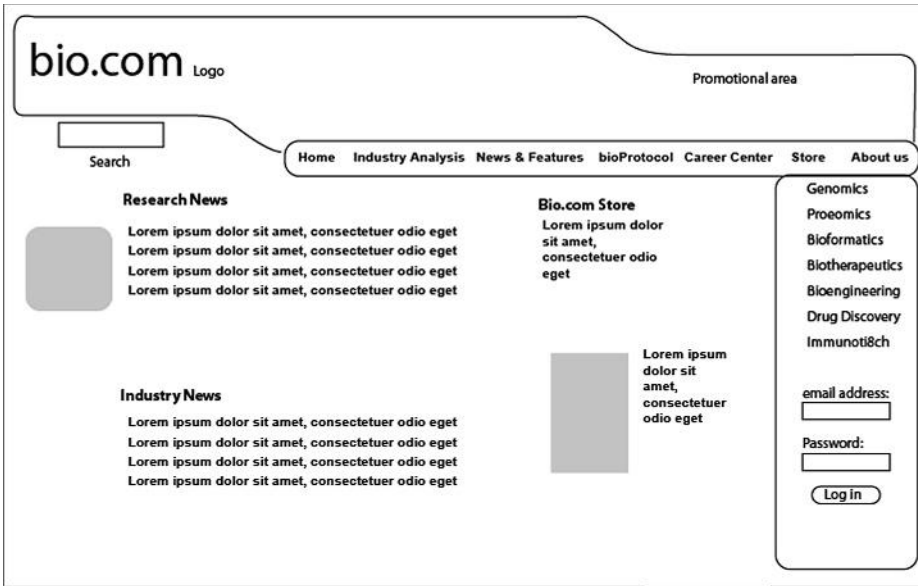 bio.com Logo
Promotional area
Search
Home Industry Analysis News & Features bioProtocol Career Center Store About us
Research News
Lorem ipsum dolor sit amet, consectetuer odio eget
Lorem ipsum dolor sit amet, consectetuer odio eget
Lorem ipsum dolor sit amet, consectetuer odio eget
Lorem ipsum dolor sit amet, consectetuer odio eget
Industry News
Lorem ipsum dolor sit amet, consectetuer odio eget
Lorem ipsum dolor sit amet, consectetuer odio eget
Lorem ipsum dolor sit amet, consectetuer odio eget
Lorem ipsum dolor sit amet, consectetuer odio eget
Bio.com Store
Lorem ipsum dolor
sit amet,
consectetuer odio
eget
Lorem ipsum
dolor sit
amet,
consectetuer
odio eget
Genomics
Proeomics
Bioformatics
Biotherapeutics
Bioengineering
Drug Discovery
Immunoti8ch
email address:
Password:
Log in